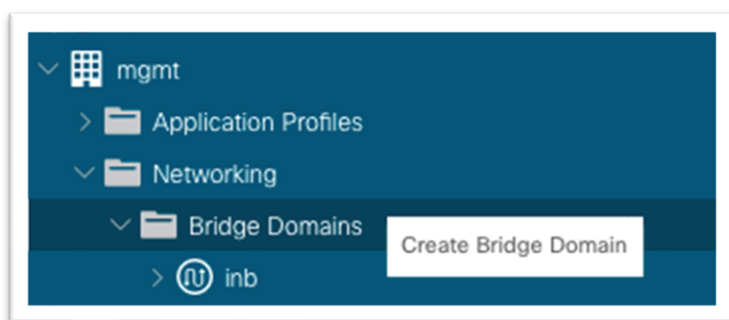 mgmt
Application Profiles
Networking
Bridge Domains
Create Bridge Domain
inb